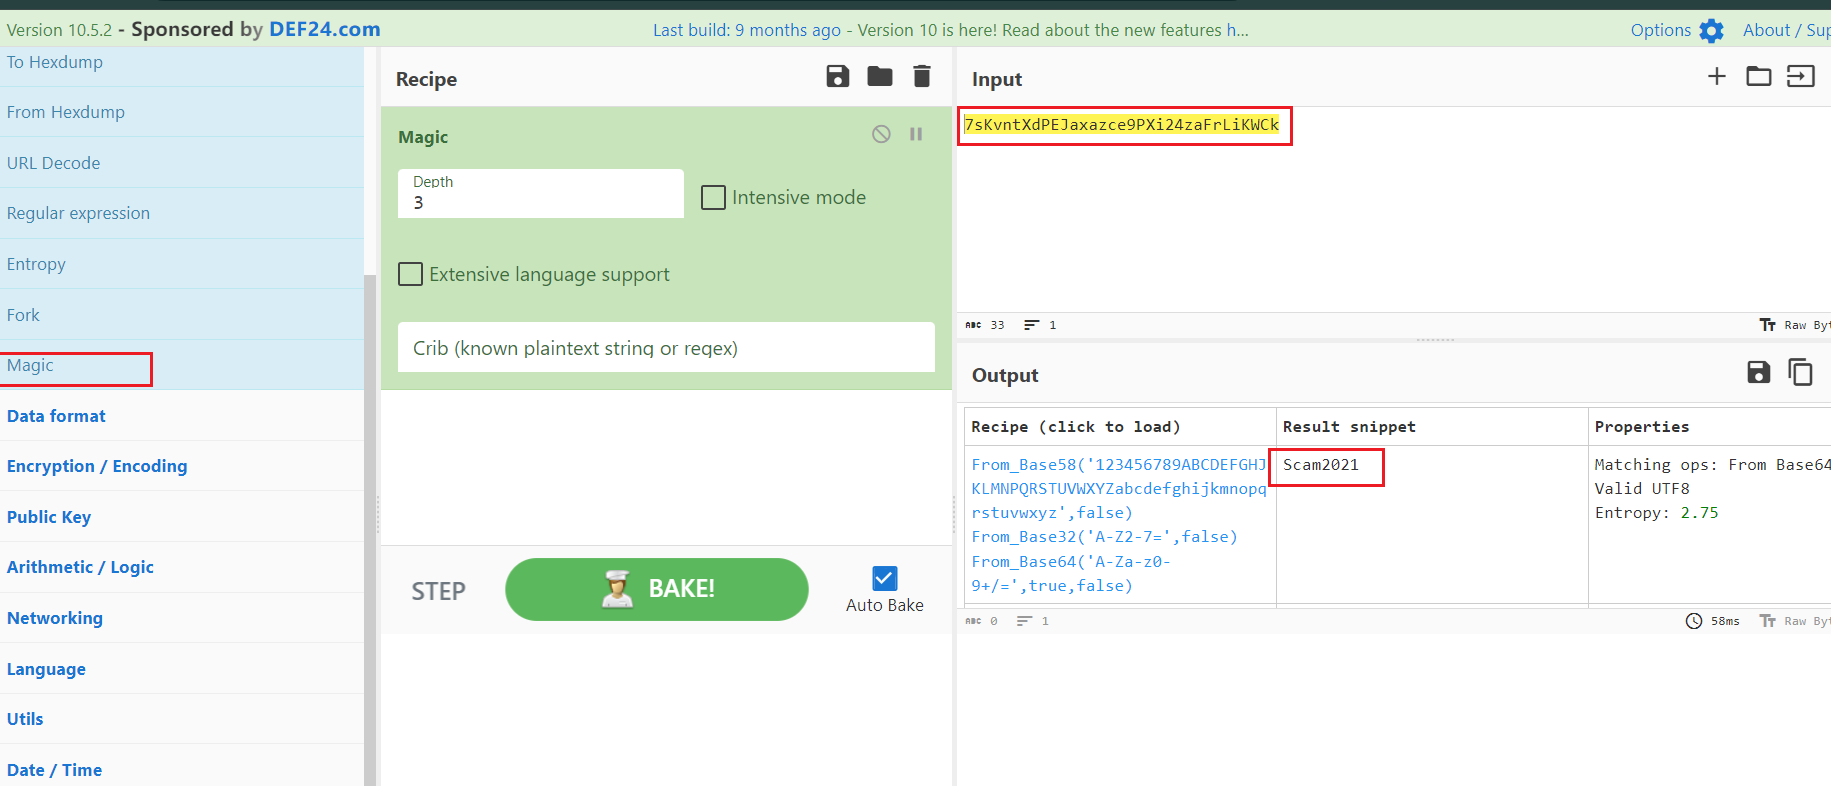 Version 10.5.2 - Sponsored by DEF24.com
Last build: 9 months ago - Version 10 is here! Read about the new features h...
Options
About / Sup
To Hexdump
From Hexdump
URL Decode
Regular expression
Entropy
Fork
Magic
Data format
Encryption / Encoding
Public Key
Arithmetic / Logic
Networking
Language
Utils
Date / Time
Recipe
Magic
Depth
3
Intensive mode
Extensive language support
Crib (known plaintext string or regex)
STEP
BAKE!
Auto Bake
Input
7sKvntXdPEJaxazce9PXi24zaFrLiKWCk
ABC 33
1
Tт Raw Byt
Output
Recipe (click to load)
Result snippet
Properties
From_Base58('123456789ABCDEFGHJ
KLMNPQRSTUVWXYZabcdefghijkmnopq
rstuvwxyz',false)
From_Base32('A-Z2-7=',false)
From_Base64('A-Za-z0-
9+/=',true,false)
Scam2021
Matching ops: From Base64
Valid UTF8
Entropy: 2.75
ABC 0
1
58ms
Tт Raw Byt